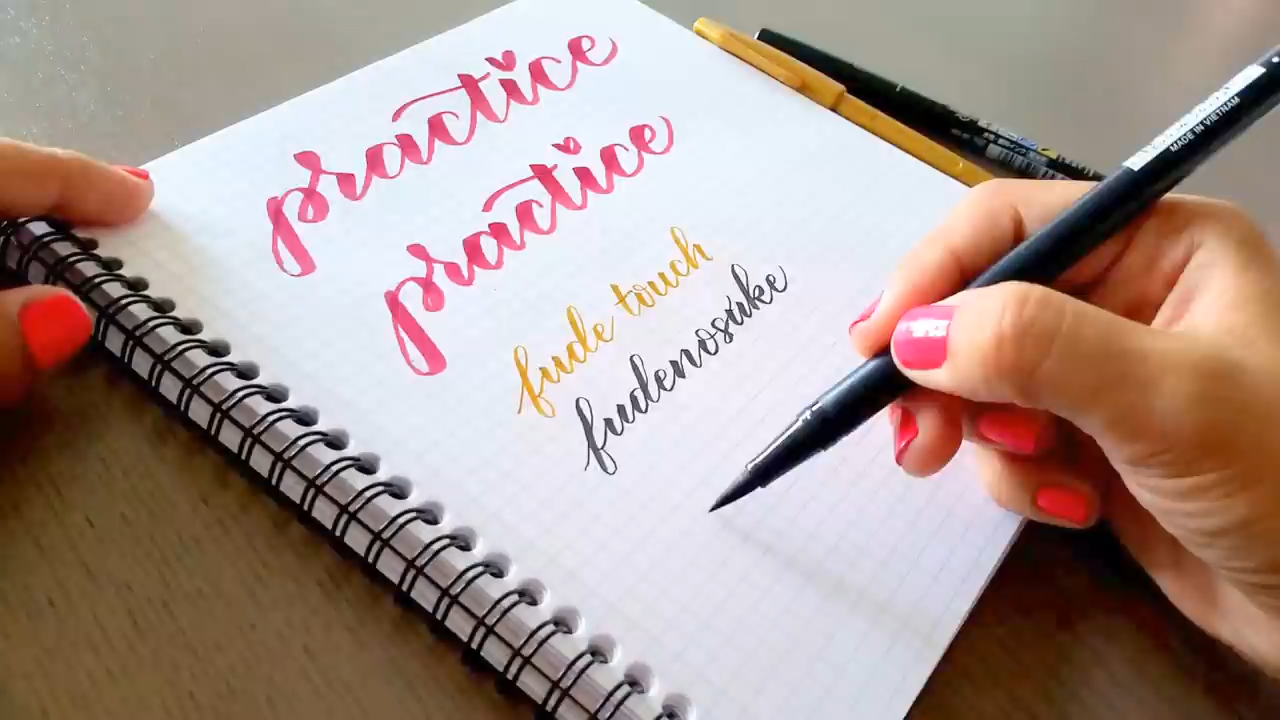 practice
practice
fude touch
fudenosuke
MADE IN VIETNAM